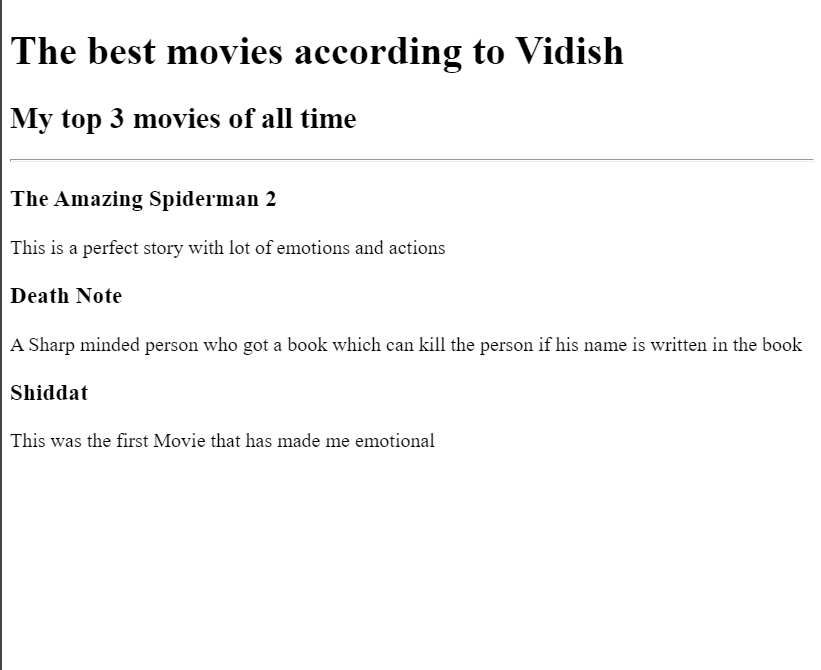 The best movies according to Vidish
My top 3 movies of all time
The Amazing Spiderman 2
This is a perfect story with lot of emotions and actions
Death Note
A Sharp minded person who got a book which can kill the person if his name is written in the book
Shiddat
This was the first Movie that has made me emotional